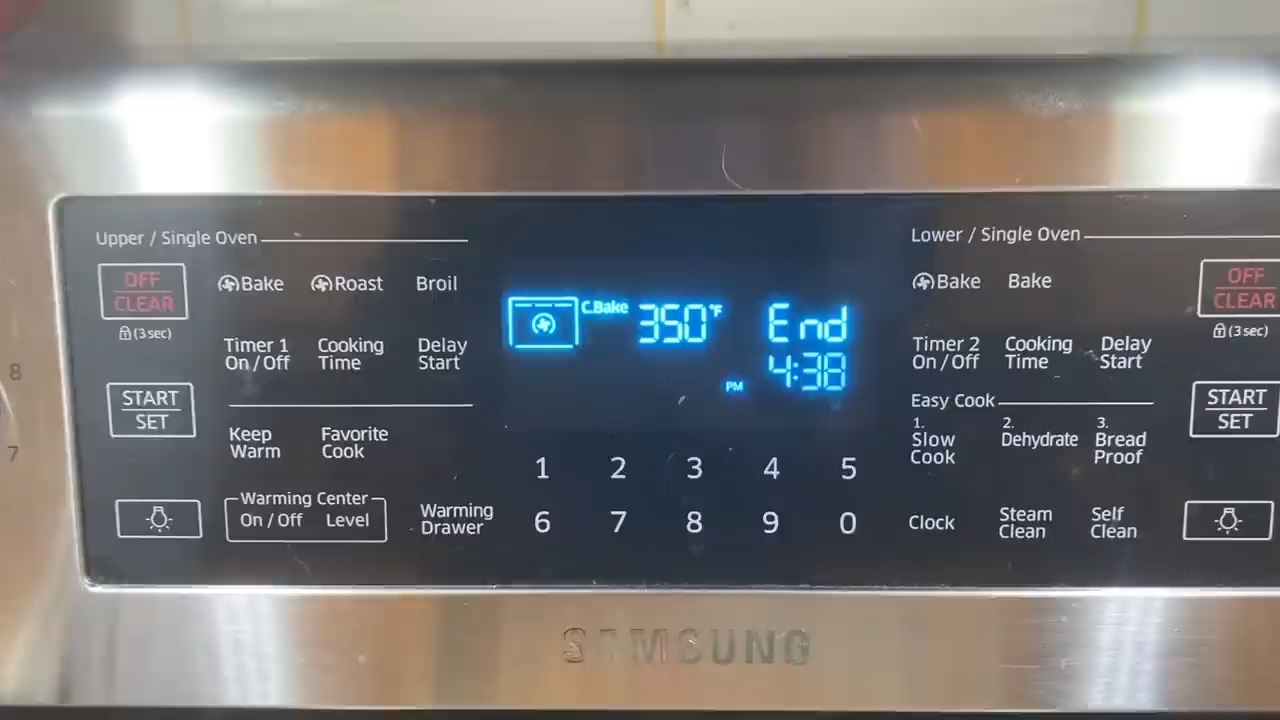 Upper / Single Oven
OFF
CLEAR
(3 sec)
Bake
Roast
Broil
Timer 1
On / Off
Cooking
Time
Delay
Start
START
SET
Keep
Warm
Favorite
Cook
Warming Center
On / Off
Level
Warming
Drawer
C.Bake
350°F
End
PM 4:38
1 2 3 4 5
6 7 8 9 0
Lower / Single Oven
Bake
Bake
OFF
CLEAR
(3 sec)
Timer 2
On / Off
Cooking
Time
Delay
Start
Easy Cook
1.
Slow
Cook
2.
Dehydrate
3.
Bread
Proof
START
SET
Clock
Steam
Clean
Self
Clean
8
7
SAMSUNG